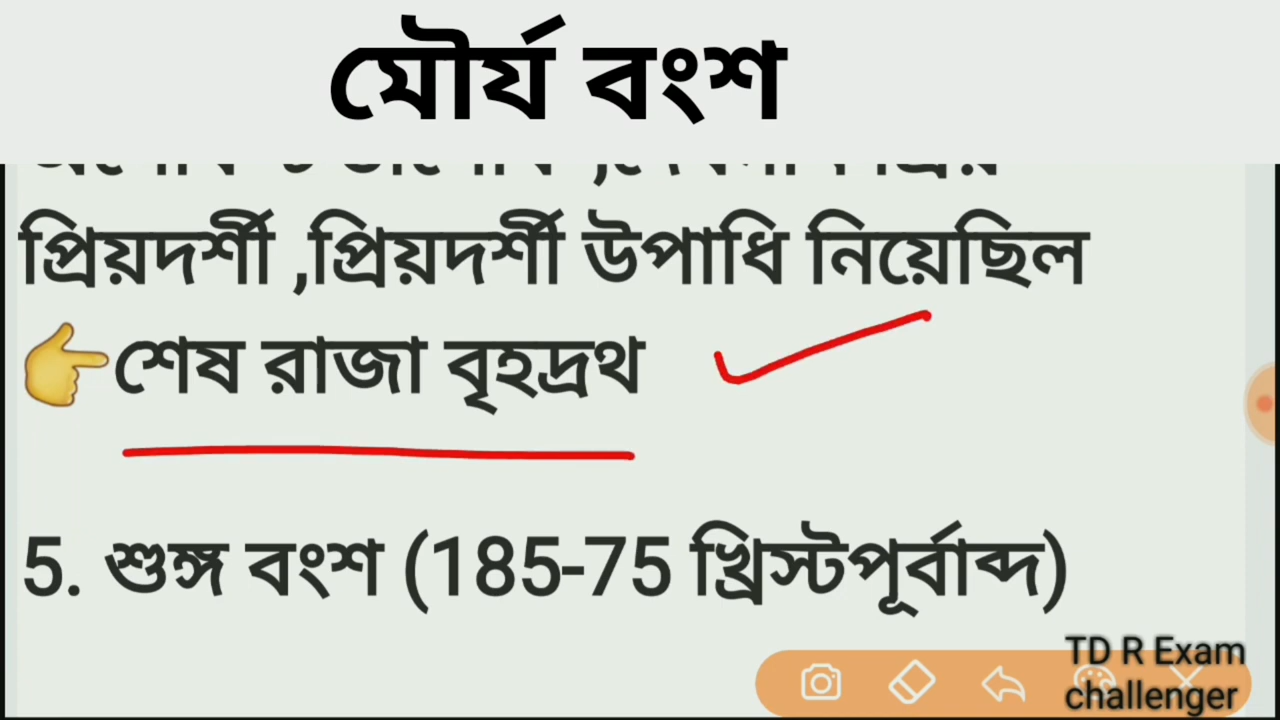 মৌর্য বংশ
প্রিয়দর্শী ,প্রিয়দর্শী উপাধি নিয়েছিল
👉শেষ রাজা বৃহদ্রথ
5. শুঙ্গ বংশ (185-75 খ্রিস্টপূর্বাব্দ)
TD R Exam
challenger